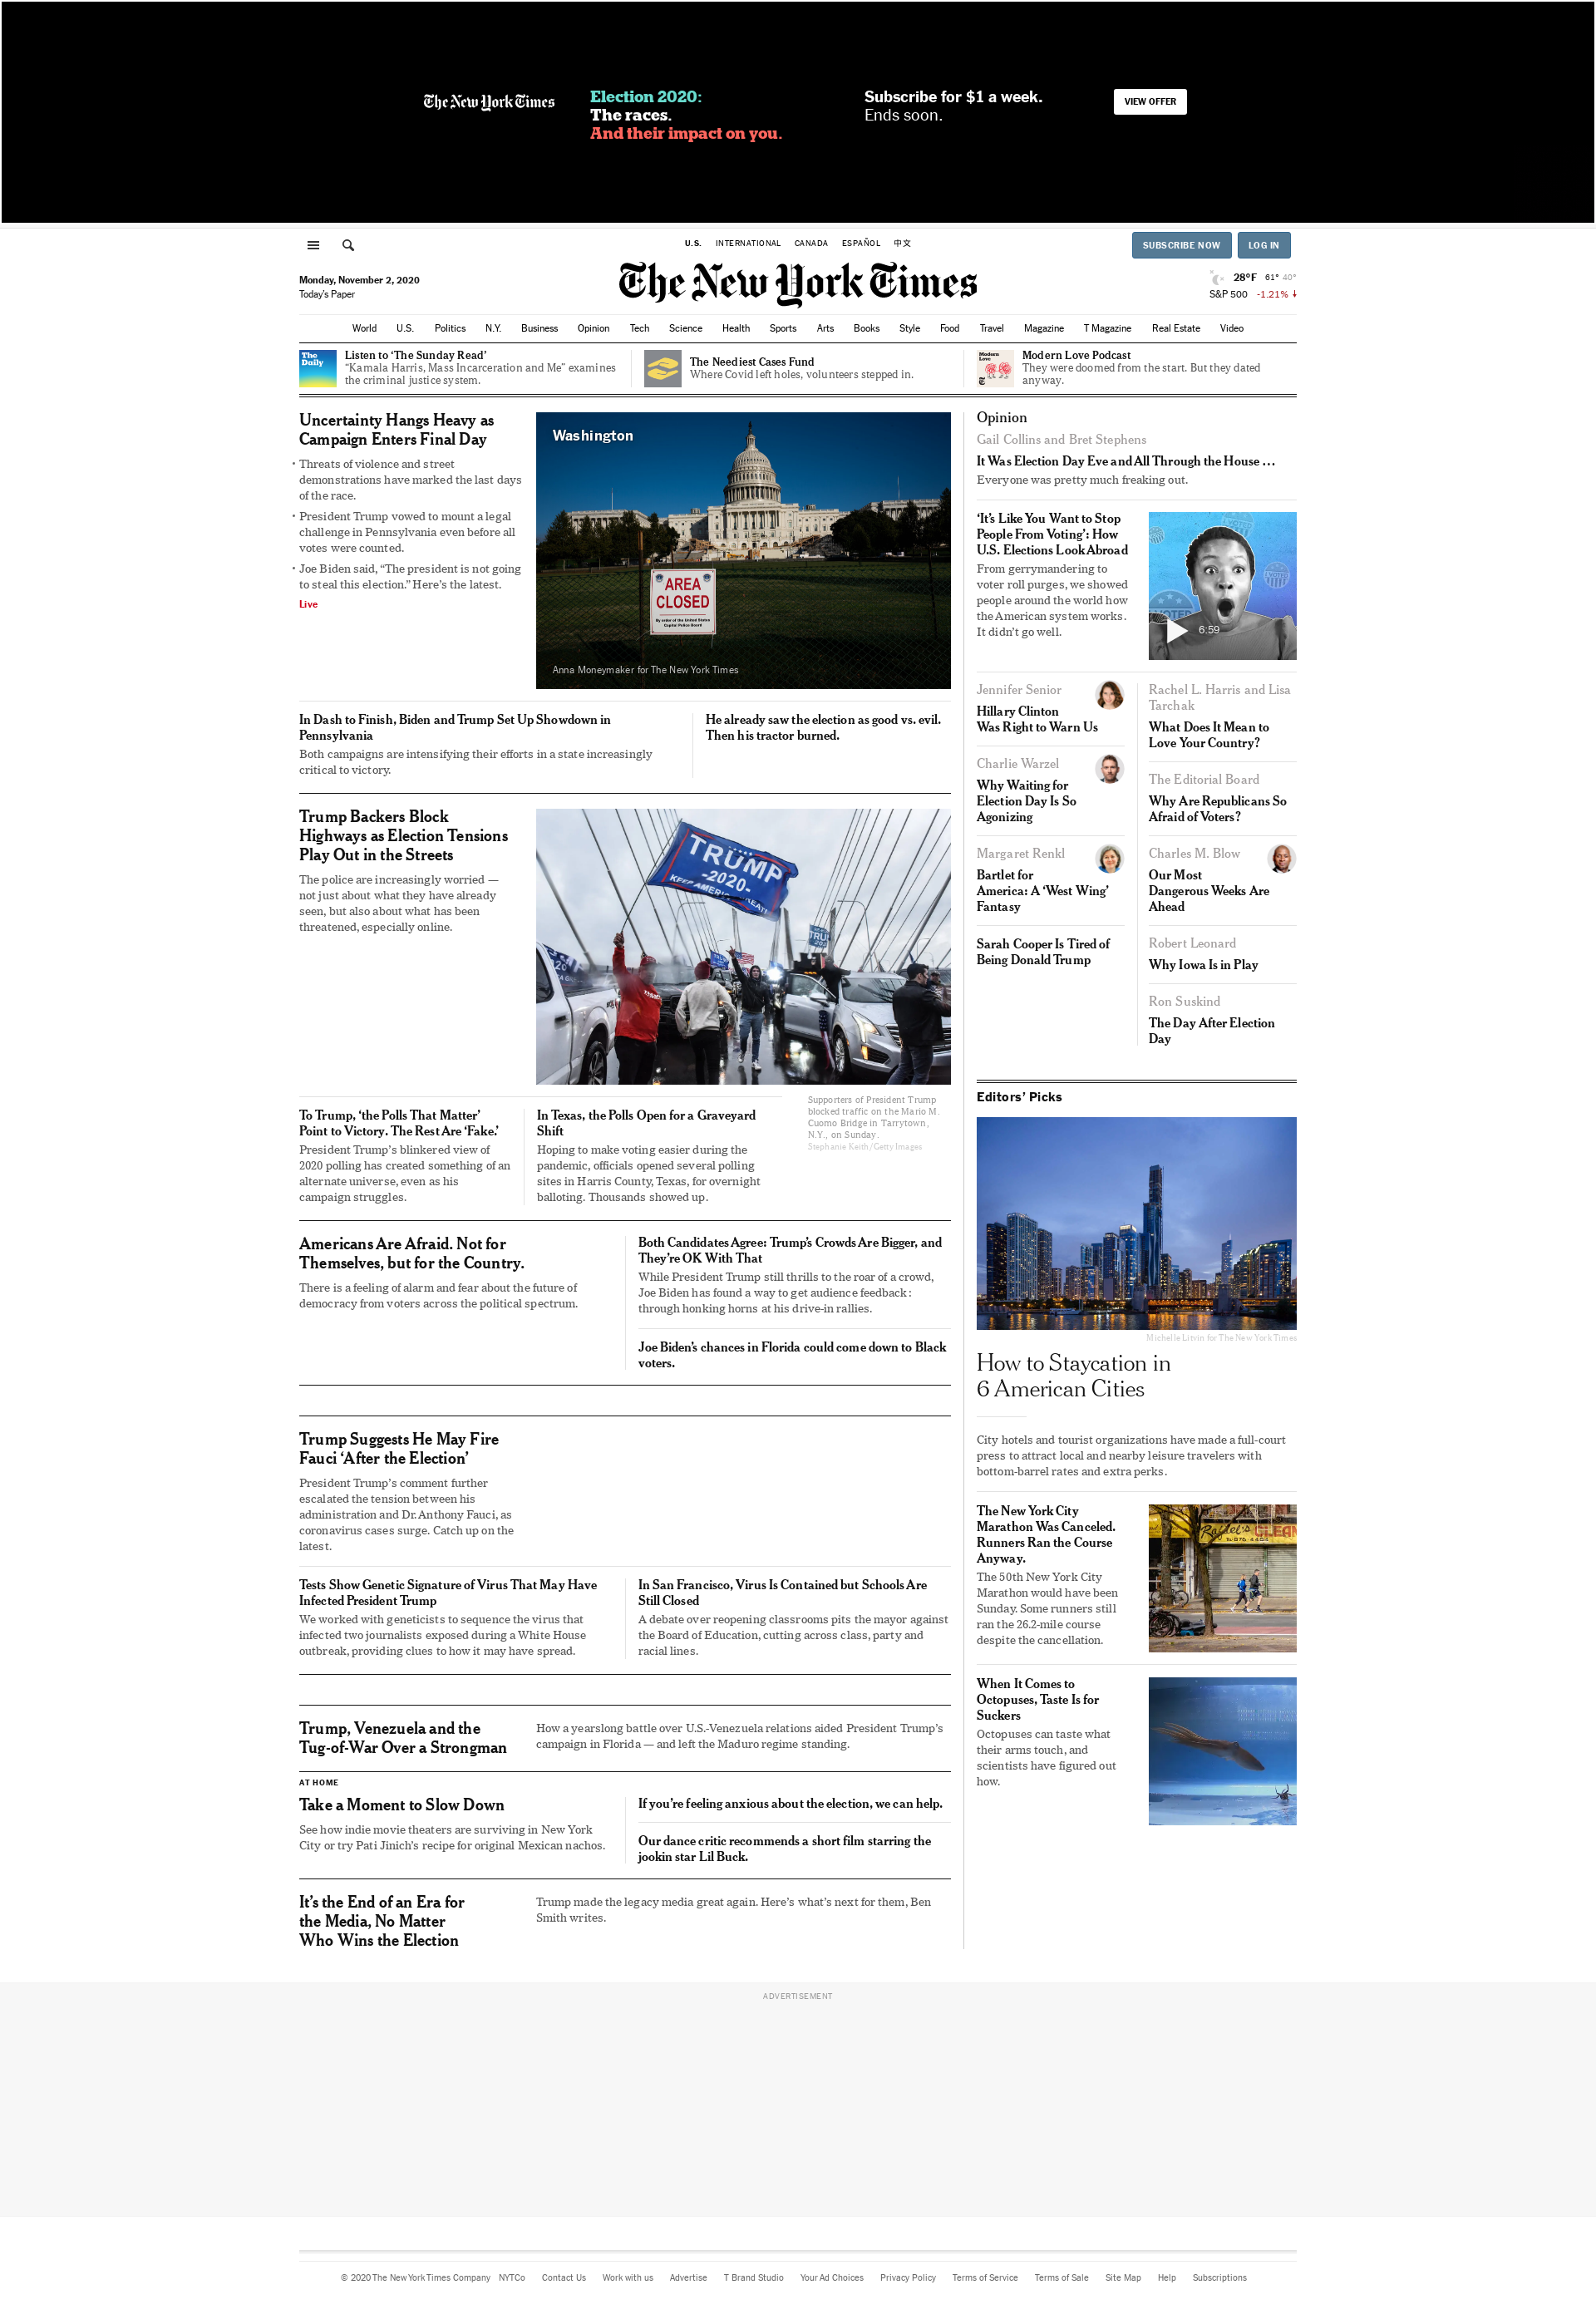 The New York Times
Election 2020:
The races.
And their impact on you.
Subscribe for $1 a week.
Ends soon.
VIEW OFFER
U.S. INTERNATIONAL CANADA ESPAÑOL 中文
SUBSCRIBE NOW
LOG IN
Monday, November 2, 2020
Today's Paper
The New York Times
28°F 61° 40°
S&P 500 -1.21%
World U.S. Politics N.Y. Business Opinion Tech Science Health Sports Arts Books Style Food Travel Magazine T Magazine Real Estate Video
The
Daily
Listen to ‘The Sunday Read’
“Kamala Harris, Mass Incarceration and Me” examines
the criminal justice system.
The Neediest Cases Fund
Where Covid left holes, volunteers stepped in.
Modern
Love
Modern Love Podcast
They were doomed from the start. But they dated
anyway.
Uncertainty Hangs Heavy as
Campaign Enters Final Day
• Threats of violence and street
demonstrations have marked the last days
of the race.
• President Trump vowed to mount a legal
challenge in Pennsylvania even before all
votes were counted.
• Joe Biden said, “The president is not going
to steal this election.” Here’s the latest.
Live
Washington
AREA
CLOSED
By order of the United States
Capitol Police Board
Anna Moneymaker for The New York Times
In Dash to Finish, Biden and Trump Set Up Showdown in
Pennsylvania
Both campaigns are intensifying their efforts in a state increasingly
critical to victory.
He already saw the election as good vs. evil.
Then his tractor burned.
Trump Backers Block
Highways as Election Tensions
Play Out in the Streets
The police are increasingly worried —
not just about what they have already
seen, but also about what has been
threatened, especially online.
TRUMP
2020
KEEP AMERICA GREAT!
Supporters of President Trump
blocked traffic on the Mario M.
Cuomo Bridge in Tarrytown,
N.Y., on Sunday.
Stephanie Keith/Getty Images
To Trump, ‘the Polls That Matter’
Point to Victory. The Rest Are ‘Fake.’
President Trump’s blinkered view of
2020 polling has created something of an
alternate universe, even as his
campaign struggles.
In Texas, the Polls Open for a Graveyard
Shift
Hoping to make voting easier during the
pandemic, officials opened several polling
sites in Harris County, Texas, for overnight
balloting. Thousands showed up.
Americans Are Afraid. Not for
Themselves, but for the Country.
There is a feeling of alarm and fear about the future of
democracy from voters across the political spectrum.
Both Candidates Agree: Trump’s Crowds Are Bigger, and
They’re OK With That
While President Trump still thrills to the roar of a crowd,
Joe Biden has found a way to get audience feedback:
through honking horns at his drive-in rallies.
Joe Biden’s chances in Florida could come down to Black
voters.
Trump Suggests He May Fire
Fauci ‘After the Election’
President Trump’s comment further
escalated the tension between his
administration and Dr. Anthony Fauci, as
coronavirus cases surge. Catch up on the
latest.
Tests Show Genetic Signature of Virus That May Have
Infected President Trump
We worked with geneticists to sequence the virus that
infected two journalists exposed during a White House
outbreak, providing clues to how it may have spread.
In San Francisco, Virus Is Contained but Schools Are
Still Closed
A debate over reopening classrooms pits the mayor against
the Board of Education, cutting across class, party and
racial lines.
Trump, Venezuela and the
Tug-of-War Over a Strongman
How a yearslong battle over U.S.-Venezuela relations aided President Trump’s
campaign in Florida — and left the Maduro regime standing.
AT HOME
Take a Moment to Slow Down
See how indie movie theaters are surviving in New York
City or try Pati Jinich’s recipe for original Mexican nachos.
If you’re feeling anxious about the election, we can help.
Our dance critic recommends a short film starring the
jookin star Lil Buck.
It’s the End of an Era for
the Media, No Matter
Who Wins the Election
Trump made the legacy media great again. Here’s what’s next for them, Ben
Smith writes.
Opinion
Gail Collins and Bret Stephens
It Was Election Day Eve and All Through the House …
Everyone was pretty much freaking out.
‘It’s Like You Want to Stop
People From Voting’: How
U.S. Elections Look Abroad
From gerrymandering to
voter roll purges, we showed
people around the world how
the American system works.
It didn’t go well.
6:59
Jennifer Senior
Hillary Clinton
Was Right to Warn Us
Charlie Warzel
Why Waiting for
Election Day Is So
Agonizing
Margaret Renkl
Bartlet for
America: A ‘West Wing’
Fantasy
Sarah Cooper Is Tired of
Being Donald Trump
Rachel L. Harris and Lisa
Tarchak
What Does It Mean to
Love Your Country?
The Editorial Board
Why Are Republicans So
Afraid of Voters?
Charles M. Blow
Our Most
Dangerous Weeks Are
Ahead
Robert Leonard
Why Iowa Is in Play
Ron Suskind
The Day After Election
Day
Editors’ Picks
Michelle Litvin for The New York Times
How to Staycation in
6 American Cities
City hotels and tourist organizations have made a full-court
press to attract local and nearby leisure travelers with
bottom-barrel rates and extra perks.
The New York City
Marathon Was Canceled.
Runners Ran the Course
Anyway.
The 50th New York City
Marathon would have been
Sunday. Some runners still
ran the 26.2-mile course
despite the cancellation.
When It Comes to
Octopuses, Taste Is for
Suckers
Octopuses can taste what
their arms touch, and
scientists have figured out
how.
ADVERTISEMENT
© 2020 The New York Times Company NYTCo Contact Us Work with us Advertise T Brand Studio Your Ad Choices Privacy Policy Terms of Service Terms of Sale Site Map Help Subscriptions